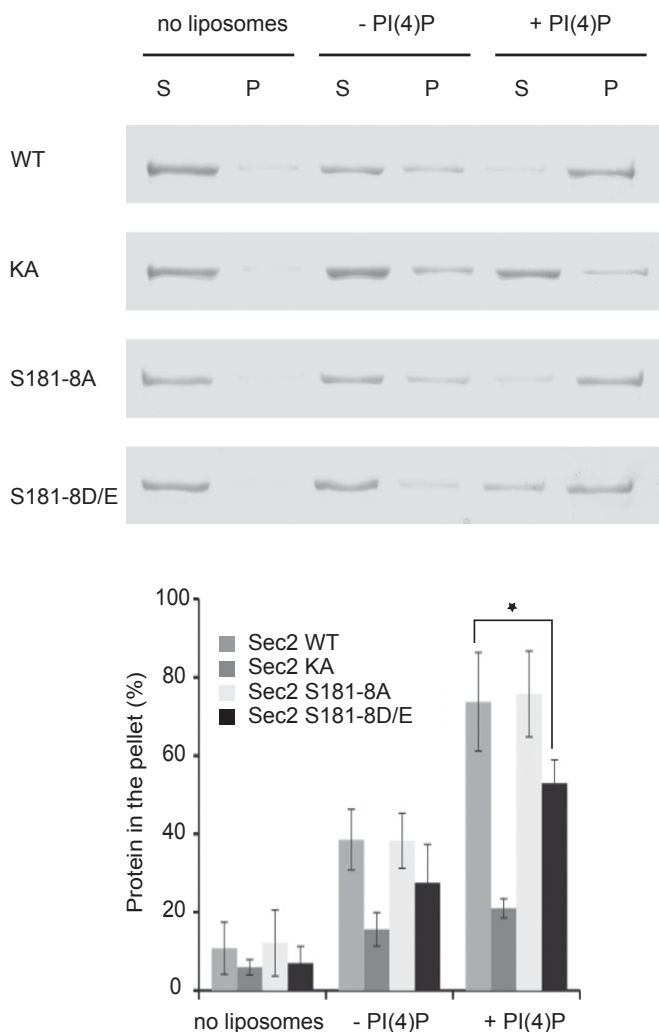 no liposomes - PI(4)P + PI(4)P
S P S P S P
WT
KA
S181-8A
S181-8D/E
100
80
60
40
20
0
Protein in the pellet (%)
Sec2 WT
Sec2 KA
Sec2 S181-8A
Sec2 S181-8D/E
no liposomes - PI(4)P + PI(4)P